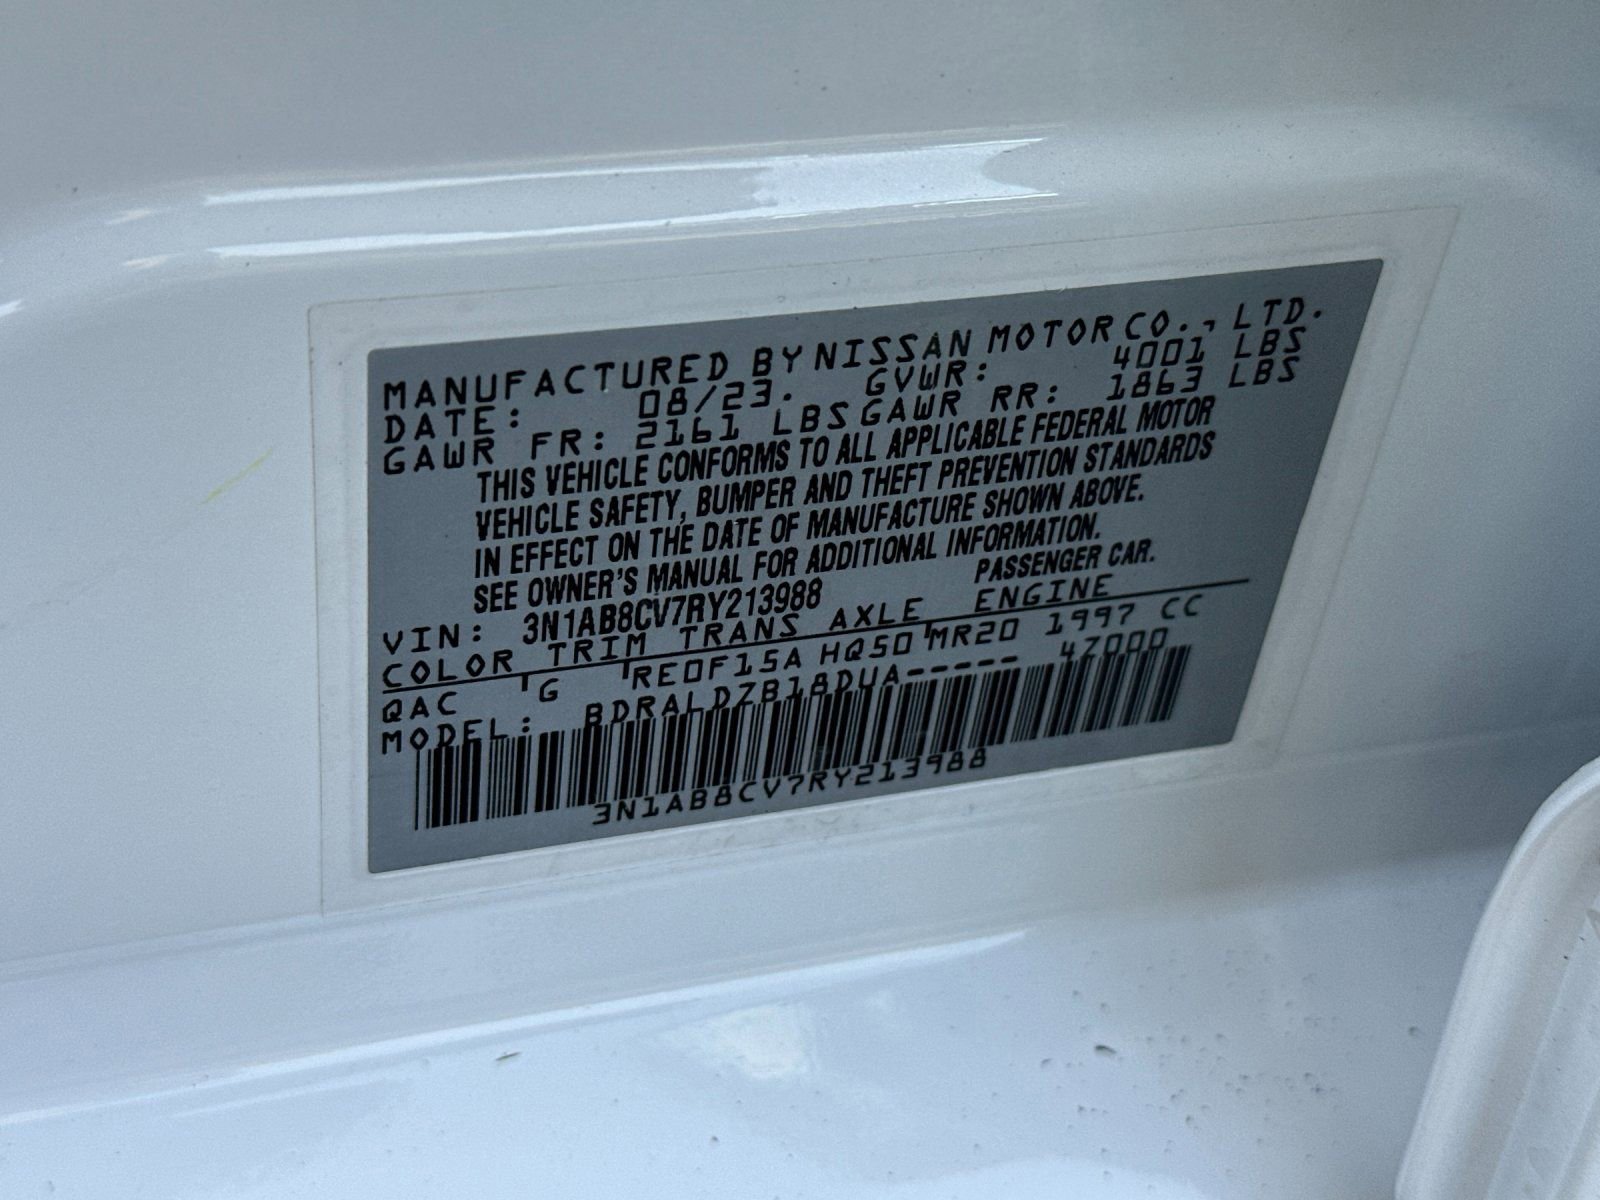 MANUFACTURED BY NISSAN MOTOR CO., LTD.
DATE: 08/23. GVWR: 4001 LBS
GAWR FR: 2161 LBS GAWR RR: 1863 LBS
THIS VEHICLE CONFORMS TO ALL APPLICABLE FEDERAL MOTOR
VEHICLE SAFETY, BUMPER AND THEFT PREVENTION STANDARDS
IN EFFECT ON THE DATE OF MANUFACTURE SHOWN ABOVE.
SEE OWNER'S MANUAL FOR ADDITIONAL INFORMATION.
VIN: 3N1AB8CV7RY213988 PASSENGER CAR.
COLOR TRIM TRANS AXLE ENGINE
QAC G RE0F15A HQ50 MR20 1997 CC
MODEL: BDRALDZB18DUA----- 47000
3N1AB8CV7RY213988